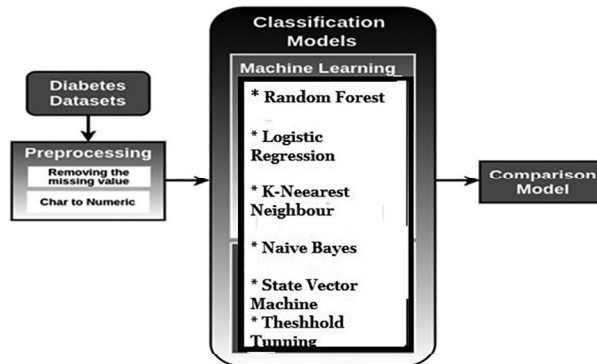 Diabetes
Datasets
Preprocessing
Removing the
missing value
Char to Numeric
Classification
Models
Machine Learning
* Random Forest
* Logistic
Regression
* K-Neearest
Neighbour
* Naive Bayes
* State Vector
Machine
* Theshhold
Tunning
Comparison
Model